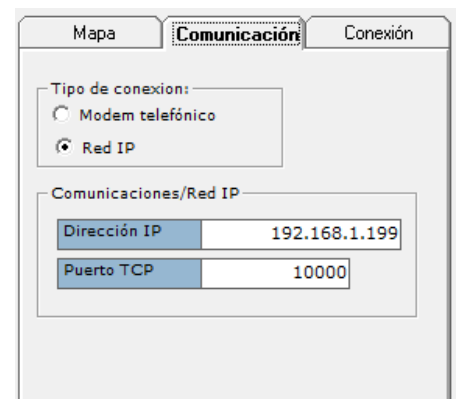 Mapa Comunicación Conexión
Tipo de conexion:
Modem telefónico
Red IP
Comunicaciones/Red IP
Dirección IP 192.168.1.199
Puerto TCP 10000